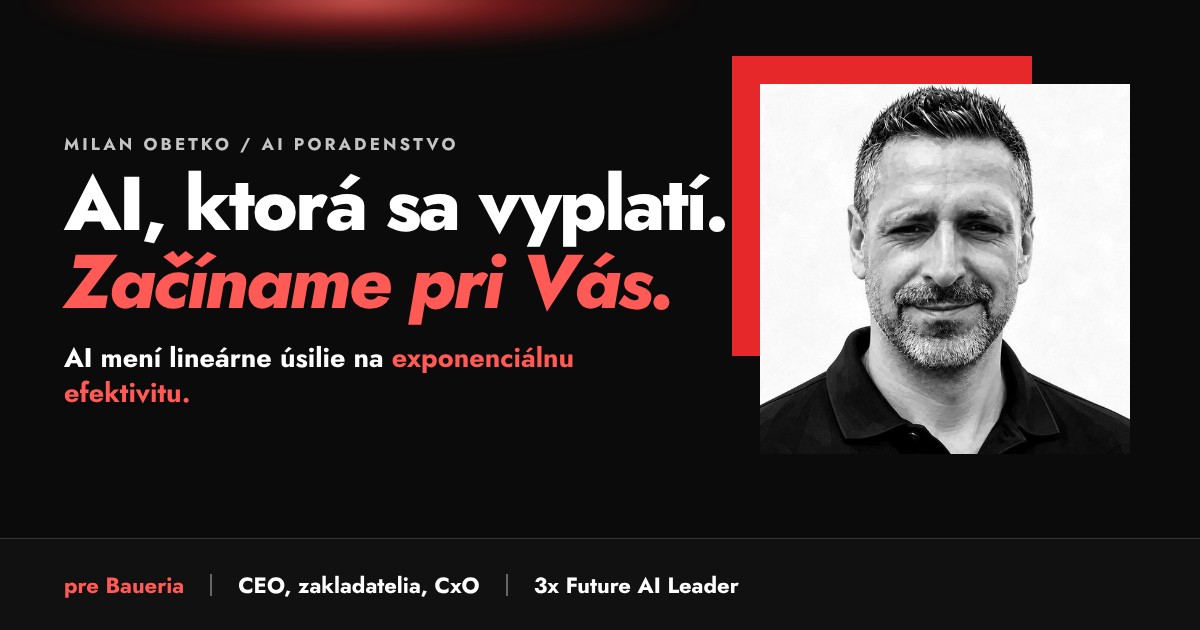 MILAN OBETKO / AI PORADENSTVO
AI, ktorá sa vyplatí.
Začíname pri Vás.
AI mení lineárne úsilie na exponenciálnu
efektivitu.
pre Baueria | CEO, zakladatelia, CxO | 3x Future AI Leader